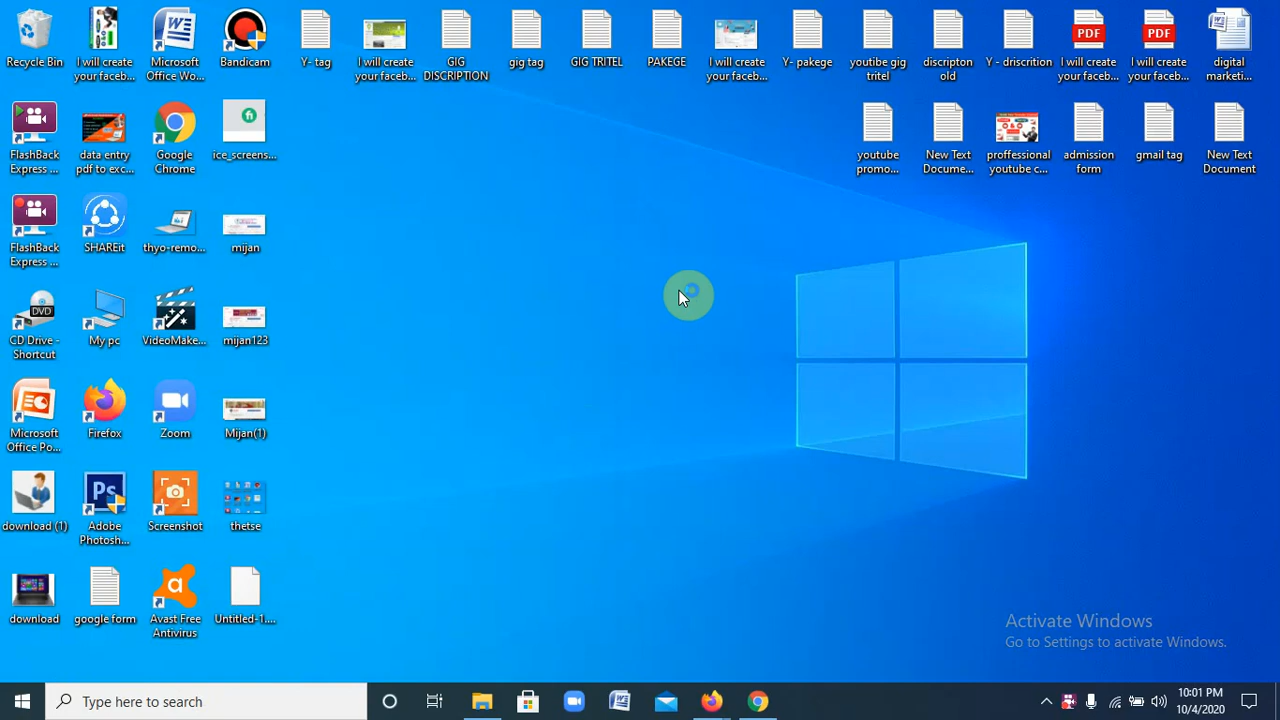 Recycle Bin
I will create
your faceb...
Microsoft
Office Wo...
Bandicam
Y- tag
I will create
your faceb...
GIG
DISCRIPTION
gig tag
GIG TRITEL
PAKEGE
I will create
your faceb...
Y- pakege
youtibe gig
tritel
discripton
old
Y - driscrition
PDF
I will create
your faceb...
PDF
I will create
your faceb...
digital
marketi...
FlashBack
Express ...
data entry
pdf to exc...
Google
Chrome
ice_screens...
youtube
promo...
New Text
Docume...
proffessional
youtube c...
admission
form
gmail tag
New Text
Document
FlashBack
Express ...
SHAREit
thyo-remo...
mijan
DVD
CD Drive -
Shortcut
My pc
VideoMake...
mijan123
Microsoft
Office Po...
Firefox
Zoom
Mijan(1)
download (1)
Ps
Adobe
Photosh...
Screenshot
thetse
download
google form
Avast Free
Antivirus
Untitled-1....
Activate Windows
Go to Settings to activate Windows.
Type here to search
10:01 PM
10/4/2020